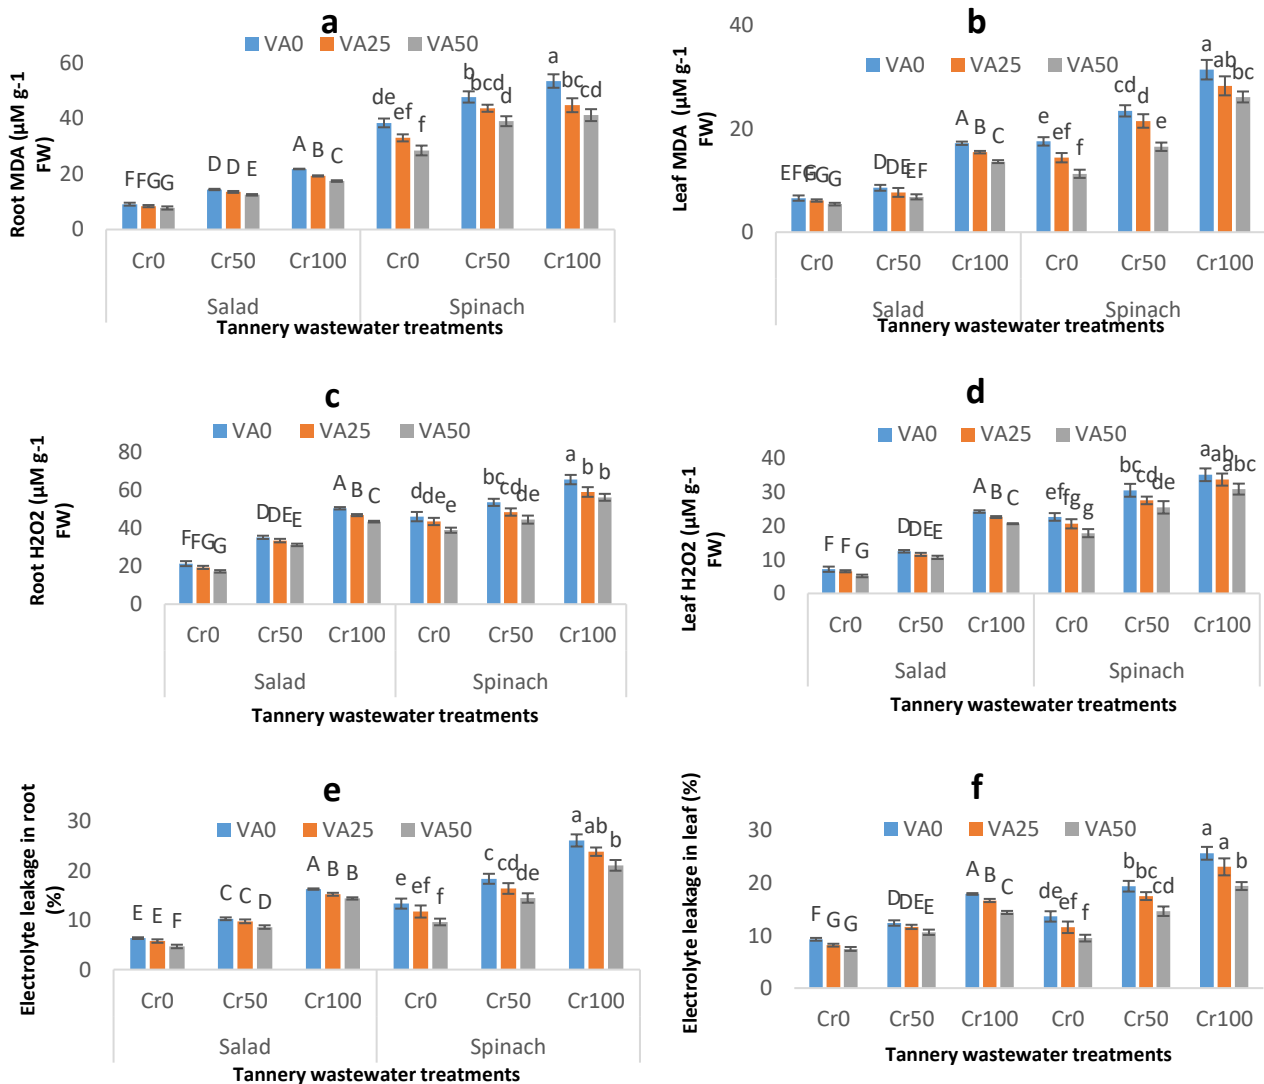 a
VA0 VA25 VA50
Root MDA (µM g-1
FW)
60
40
20
0
F FG G D D E A B C de ef f b bcd d a bc cd
Cr0 Cr50 Cr100 Cr0 Cr50 Cr100
Salad Spinach
Tannery wastewater treatments
b
VA0 VA25 VA50
Leaf MDA (µM g-1
FW)
40
20
0
EFG FG G D DE EF A B C e ef f cd d e a ab bc
Cr0 Cr50 Cr100 Cr0 Cr50 Cr100
Salad Spinach
Tannery wastewater treatments
c
VA0 VA25 VA50
Root H2O2 (µM g-1
FW)
80
60
40
20
0
F FG G D DE E A B C d de e bc cd de a b b
Cr0 Cr50 Cr100 Cr0 Cr50 Cr100
Salad Spinach
Tannery wastewater treatments
d
VA0 VA25 VA50
Leaf H2O2 (µM g-1
FW)
40
30
20
10
0
F F G D DE E A B C ef fg g bc cd de a ab abc
Cr0 Cr50 Cr100 Cr0 Cr50 Cr100
Salad Spinach
Tannery wastewater treatments
e
VA0 VA25 VA50
Electrolyte leakage in root
(%)
30
20
10
0
E E F C C D A B B e ef f c cd de a ab b
Cr0 Cr50 Cr100 Cr0 Cr50 Cr100
Salad Spinach
Tannery wastewater treatments
f
VA0 VA25 VA50
Electrolyte leakage in leaf (%)
30
20
10
0
F G G D DE E A B C de ef f b bc cd a a b
Cr0 Cr50 Cr100 Cr0 Cr50 Cr100
Tannery wastewater treatments